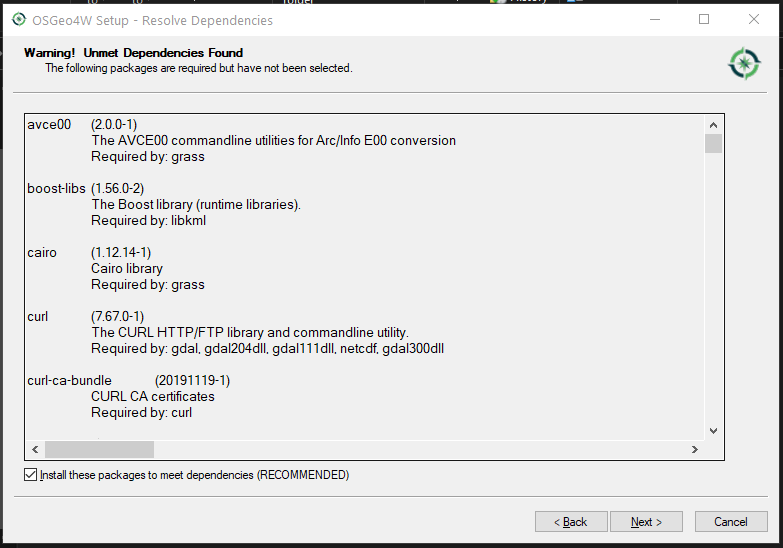 folder
OSGeo4W Setup - Resolve Dependencies
Warning! Unmet Dependencies Found
The following packages are required but have not been selected.
avce00 (2.0.0-1)
The AVCE00 commandline utilities for Arc/Info E00 conversion
Required by: grass
boost-libs (1.56.0-2)
The Boost library (runtime libraries).
Required by: libkml
cairo (1.12.14-1)
Cairo library
Required by: grass
curl (7.67.0-1)
The CURL HTTP/FTP library and commandline utility.
Required by: gdal, gdal204dll, gdal111dll, netcdf, gdal300dll
curl-ca-bundle (20191119-1)
CURL CA certificates
Required by: curl
Install these packages to meet dependencies (RECOMMENDED)
< Back Next > Cancel